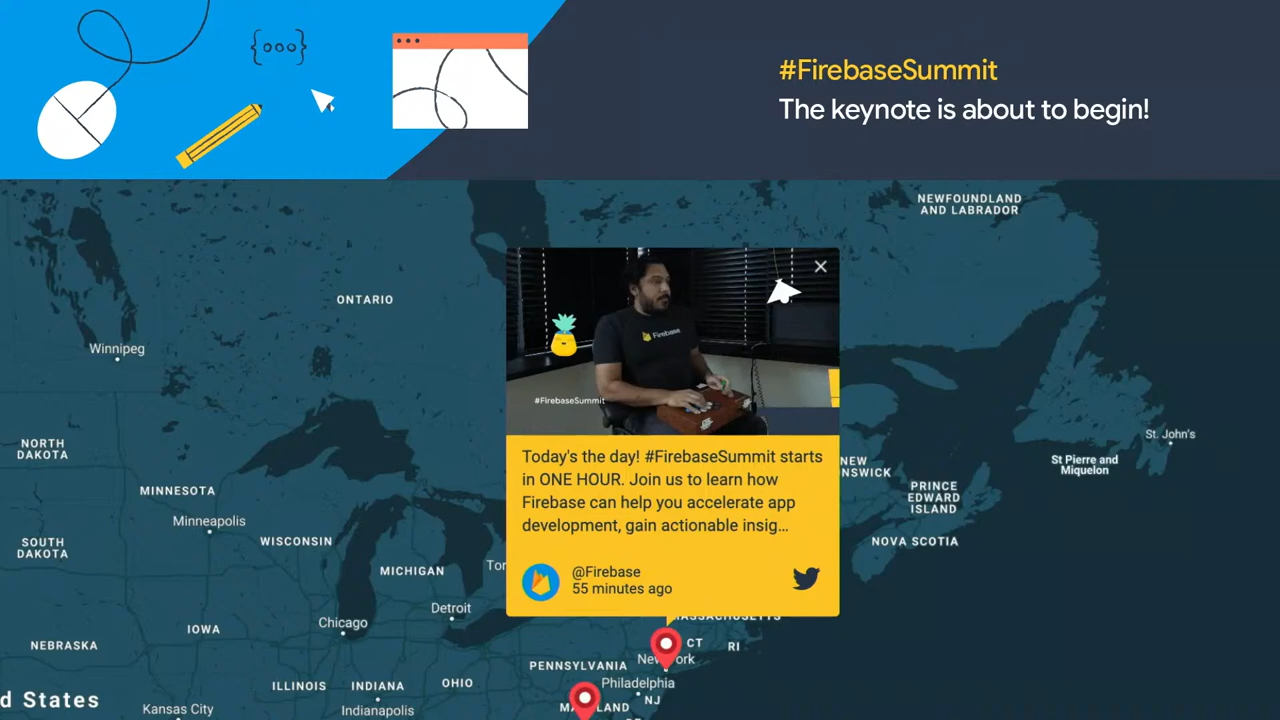 {ooo}
#FirebaseSummit
The keynote is about to begin!
NEWFOUNDLAND
AND LABRADOR
ONTARIO
Winnipeg
Firebase
#FirebaseSummit
Today's the day! #FirebaseSummit starts
in ONE HOUR. Join us to learn how
Firebase can help you accelerate app
development, gain actionable insig...
@Firebase
55 minutes ago
St. John's
St Pierre and
Miquelon
NORTH
DAKOTA
NEW
NSWICK
PRINCE
EDWARD
ISLAND
MINNESOTA
Minneapolis
SOUTH
DAKOTA
WISCONSIN
NOVA SCOTIA
MICHIGAN
Tor
Detroit
Chicago
IOWA
NEBRASKA
MASSACHUSETTS
CT
RI
New York
PENNSYLVANIA
Philadelphia
ILLINOIS
INDIANA
OHIO
NJ
MARYLAND
d States
Kansas City
Indianapolis